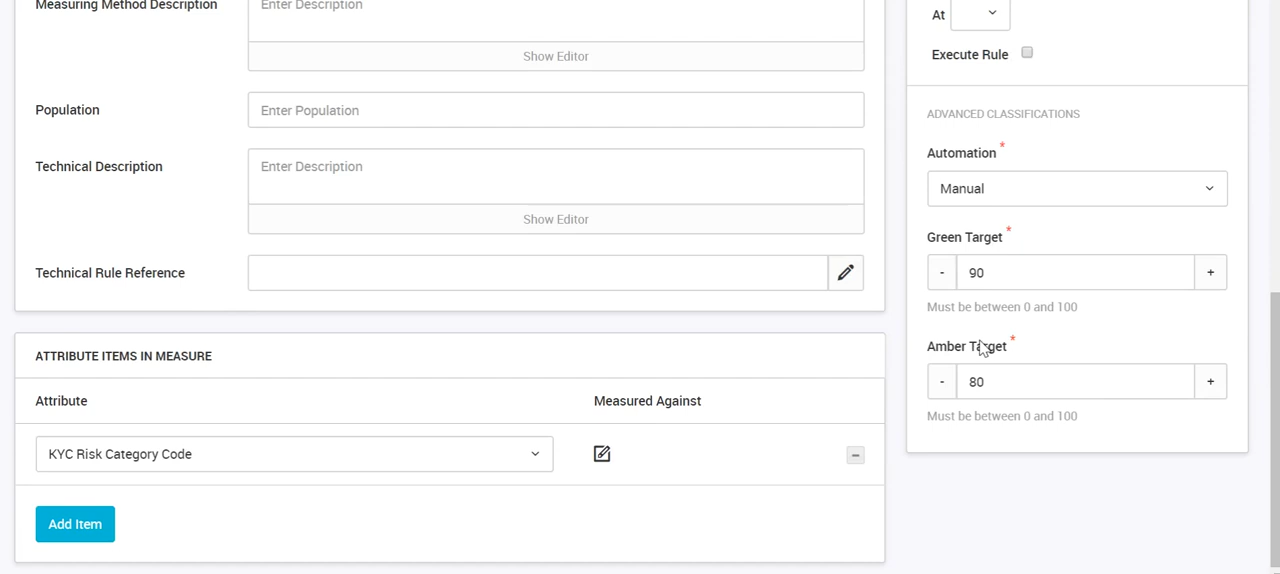 Measuring Method Description
Enter Description
Show Editor
Population
Enter Population
Technical Description
Enter Description
Show Editor
Technical Rule Reference
ATTRIBUTE ITEMS IN MEASURE
Attribute
Measured Against
KYC Risk Category Code
Add Item
At
Execute Rule
ADVANCED CLASSIFICATIONS
Automation *
Manual
Green Target *
- 90 +
Must be between 0 and 100
Amber Target *
- 80 +
Must be between 0 and 100